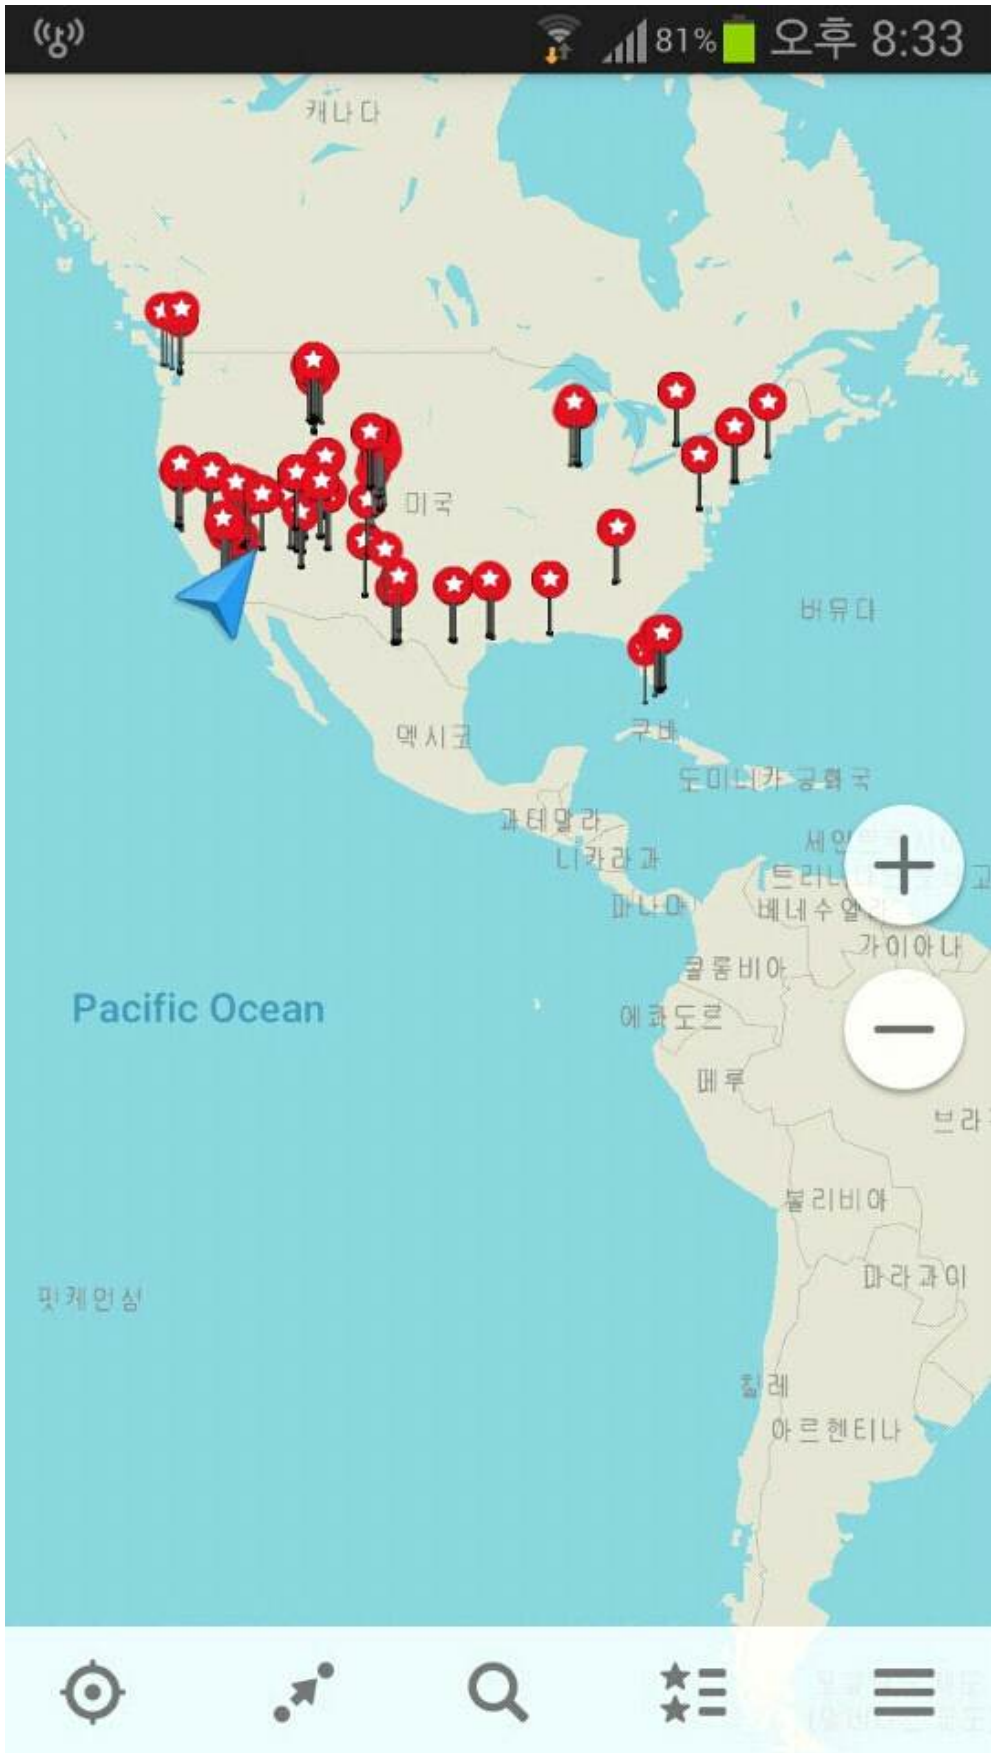 81% 오후 8:33
캐나다
미국
버뮤다
멕시코
쿠바
도미니카 공화국
과테말라
니카라과
파나마
베네수엘라
가이아나
콜롬비아
Pacific Ocean
에콰도르
페루
볼리비아
파라과이
핏케언섬
칠레
아르헨티나